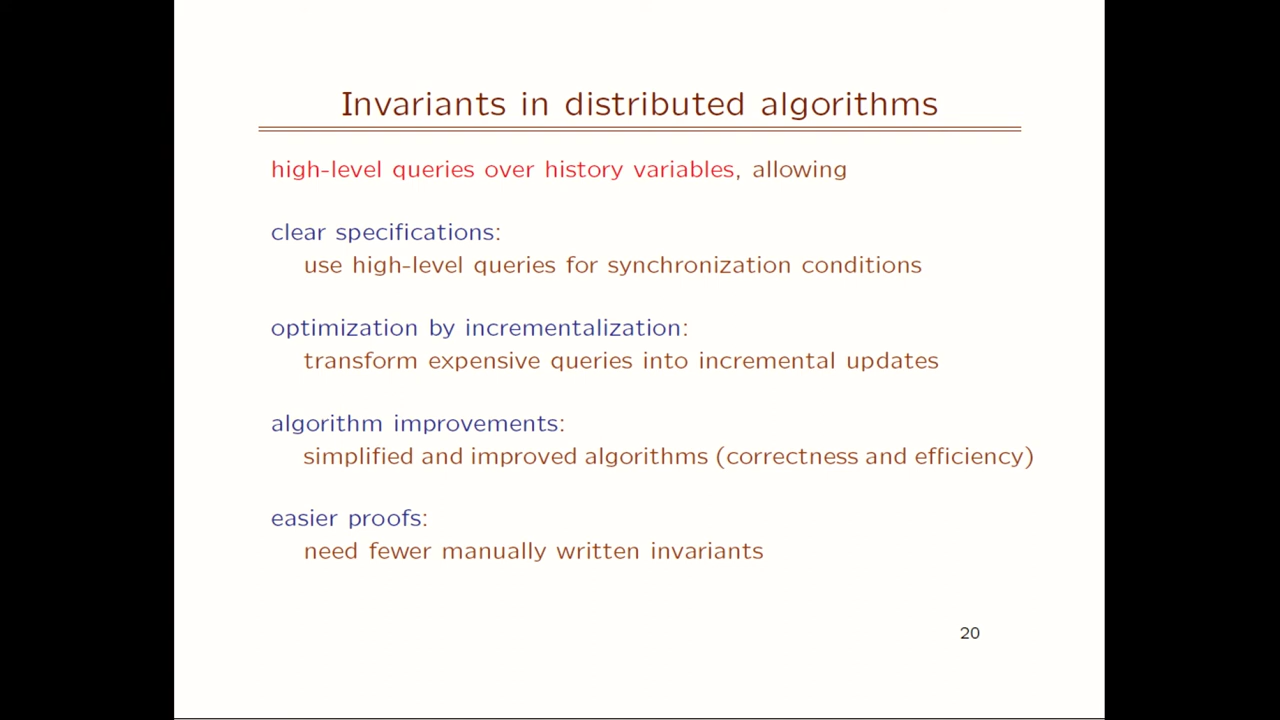 Invariants in distributed algorithms
high-level queries over history variables, allowing
clear specifications:
use high-level queries for synchronization conditions
optimization by incrementalization:
transform expensive queries into incremental updates
algorithm improvements:
simplified and improved algorithms (correctness and efficiency)
easier proofs:
need fewer manually written invariants
20